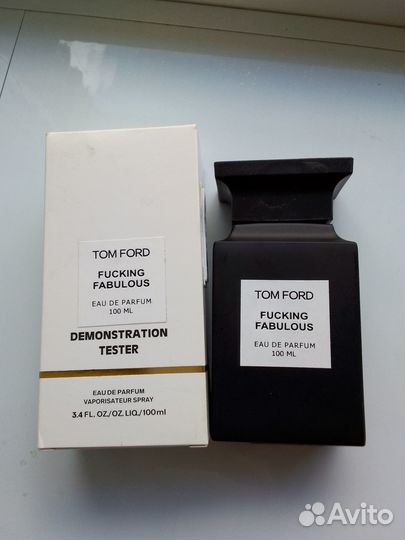 TOM FORD
FUCKING
FABULOUS
EAU DE PARFUM
100 ML
DEMONSTRATION
TESTER
EAU DE PARFUM
VAPORISATEUR SPRAY
3.4 FL. OZ./OZ. LIQ./100ml
TOM FORD
FUCKING
FABULOUS
EAU DE PARFUM
100 ML
Avito